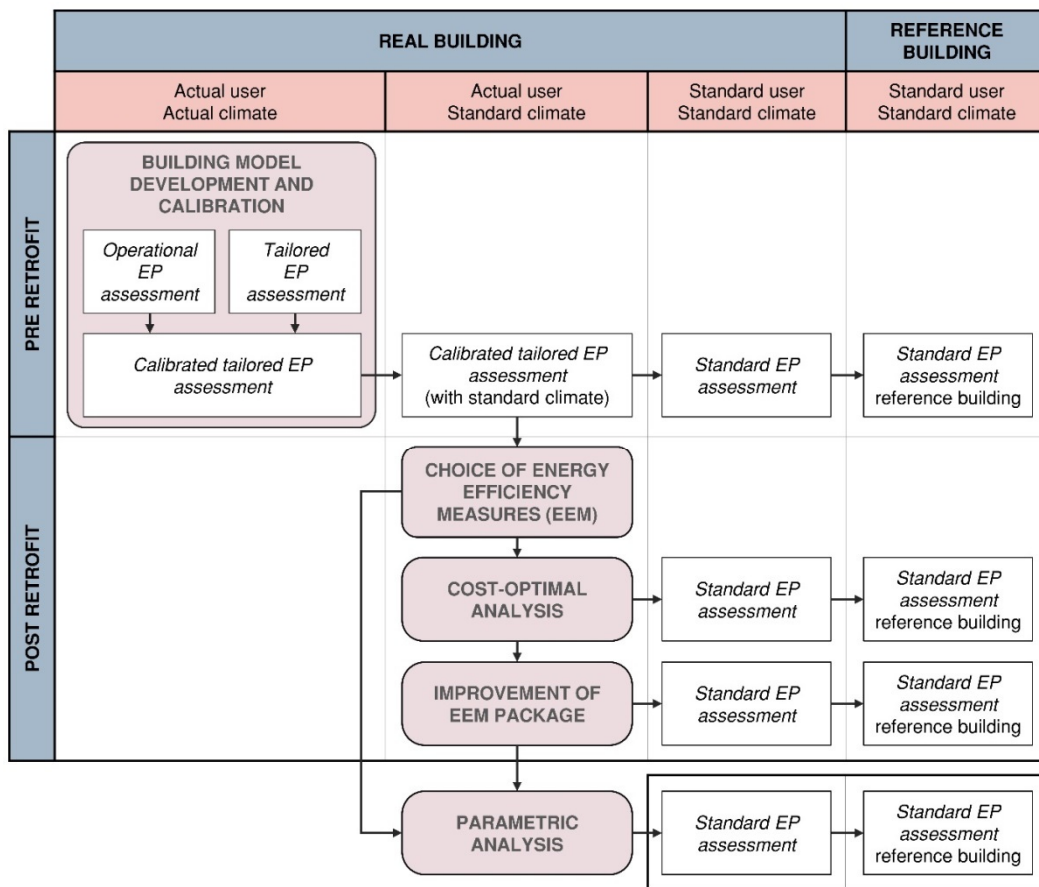 REAL BUILDING
REFERENCE
BUILDING
Actual user
Actual climate
Actual user
Standard climate
Standard user
Standard climate
Standard user
Standard climate
PRE RETROFIT
BUILDING MODEL
DEVELOPMENT AND
CALIBRATION
Operational
EP
assessment
Tailored
EP
assessment
Calibrated tailored EP
assessment
Calibrated tailored EP
assessment
(with standard climate)
Standard EP
assessment
Standard EP
assessment
reference building
POST RETROFIT
CHOICE OF ENERGY
EFFICIENCY
MEASURES (EEM)
COST-OPTIMAL
ANALYSIS
Standard EP
assessment
Standard EP
assessment
reference building
IMPROVEMENT OF
EEM PACKAGE
Standard EP
assessment
Standard EP
assessment
reference building
PARAMETRIC
ANALYSIS
Standard EP
assessment
Standard EP
assessment
reference building